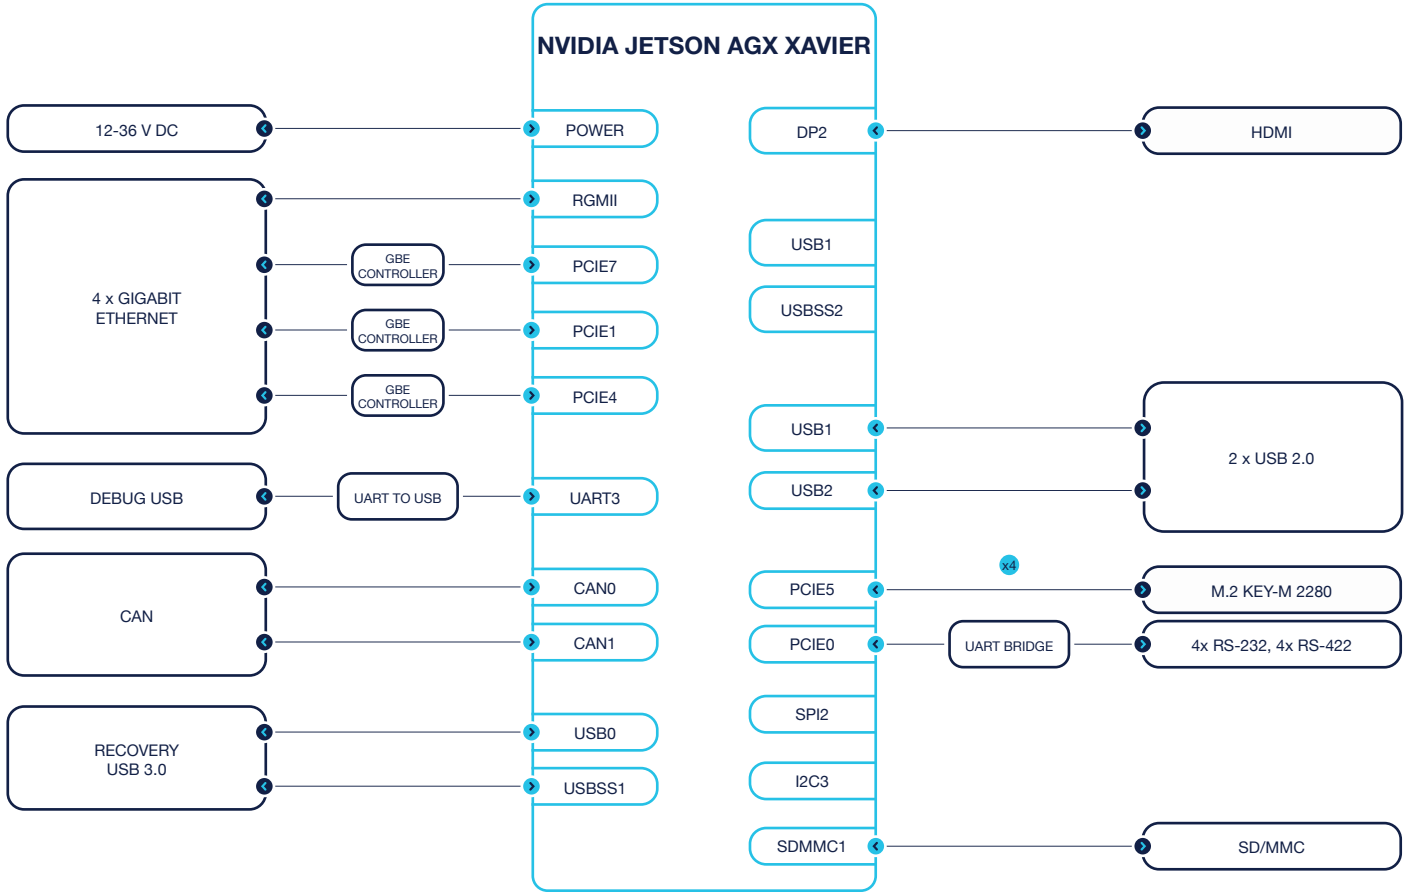 NVIDIA JETSON AGX XAVIER
12-36 V DC
POWER
4 x GIGABIT
ETHERNET
RGMII
GBE
CONTROLLER
PCIE7
GBE
CONTROLLER
PCIE1
GBE
CONTROLLER
PCIE4
DEBUG USB
UART TO USB
UART3
CAN
CAN0
CAN1
RECOVERY
USB 3.0
USB0
USBSS1
DP2
HDMI
USB1
USBSS2
USB1
USB2
2 x USB 2.0
x4
PCIE5
M.2 KEY-M 2280
PCIE0
UART BRIDGE
4x RS-232, 4x RS-422
SPI2
I2C3
SDMMC1
SD/MMC